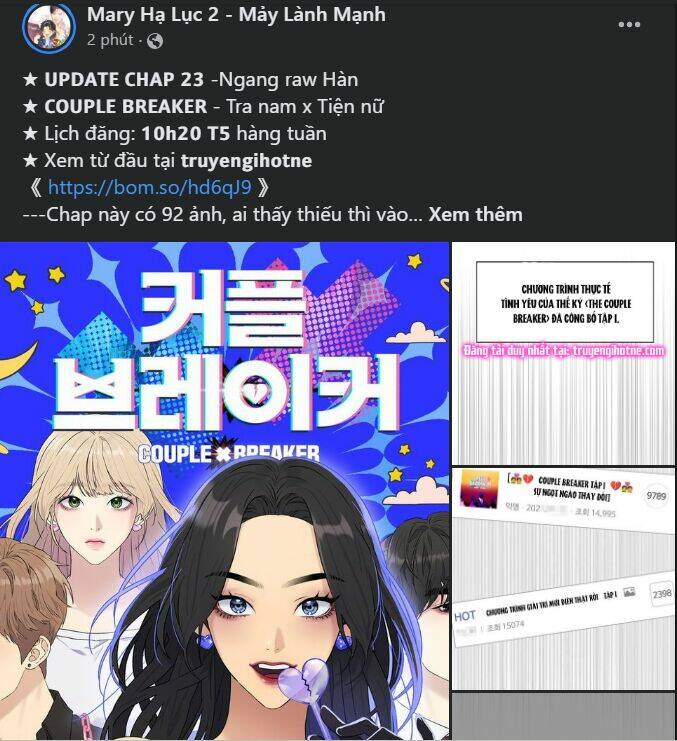 Mary Hạ Lục 2 - Mảy Lành Mạnh
2 phút ·
★ UPDATE CHAP 23 -Ngang raw Hàn
★ COUPLE BREAKER - Tra nam x Tiện nữ
★ Lịch đăng: 10h20 T5 hàng tuần
★ Xem từ đầu tại truyengihotne
《 https://bom.so/hd6qJ9 》
---Chap này có 92 ảnh, ai thấy thiếu thì vào... Xem thêm
커플
브레이커
COUPLE✖BREAKER
CHƯƠNG TRÌNH THỰC TẾ
TÌNH YÊU CỦA THẾ KỶ <THE COUPLE
BREAKER> ĐÃ CÔNG BỐ TẬP 1.
Đăng tải duy nhất tại: truyengihotne.com
[👩‍❤️‍👨💔 COUPLE BREAKER TẬP 1 💔👩‍❤️‍👨
SỰ NGỌT NGÀO THAY ĐỔI]
익명 · 202 조회 14,995
9789
HOT CHƯƠNG TRÌNH GIẢI TRÍ MỚI ĐIÊN THẬT RỒI TẬP 1
| 조회 15074
2398